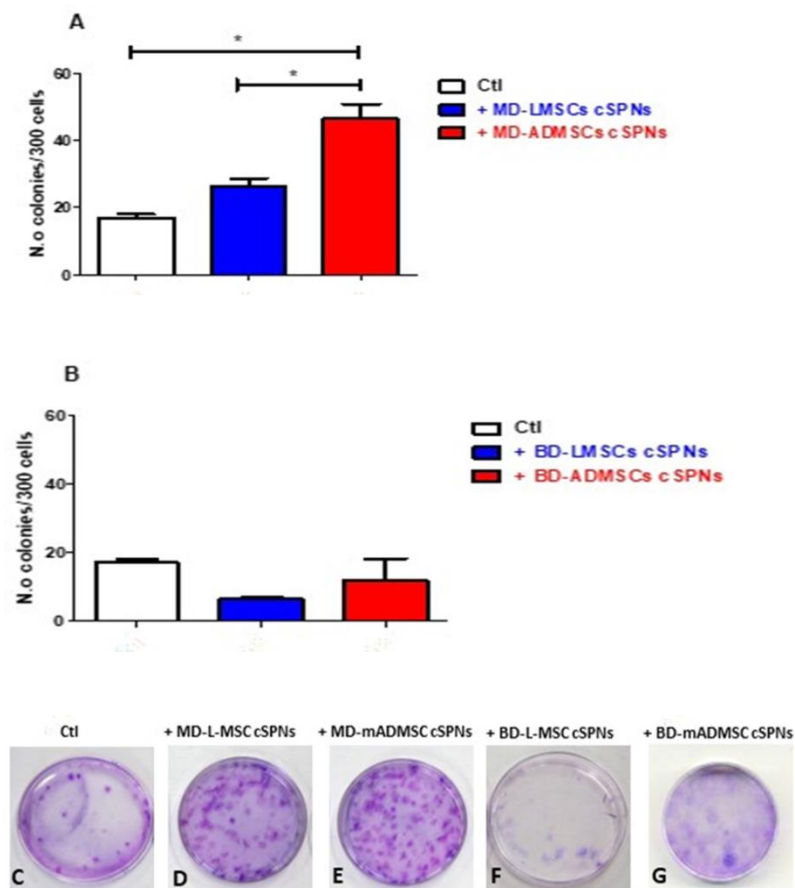 A
*
*
60
40
20
0
N.o colonies/300 cells
Ctl
+ MD-LMSCs cSPNs
+ MD-ADMSCs cSPNs
B
60
40
20
0
N.o colonies/300 cells
Ctl
+ BD-LMSCs cSPNs
+ BD-ADMSCs cSPNs
Ctl
+ MD-L-MSC cSPNs
+ MD-mADMSC cSPNs
+ BD-L-MSC cSPNs
+ BD-mADMSC cSPNs
C
D
E
F
G